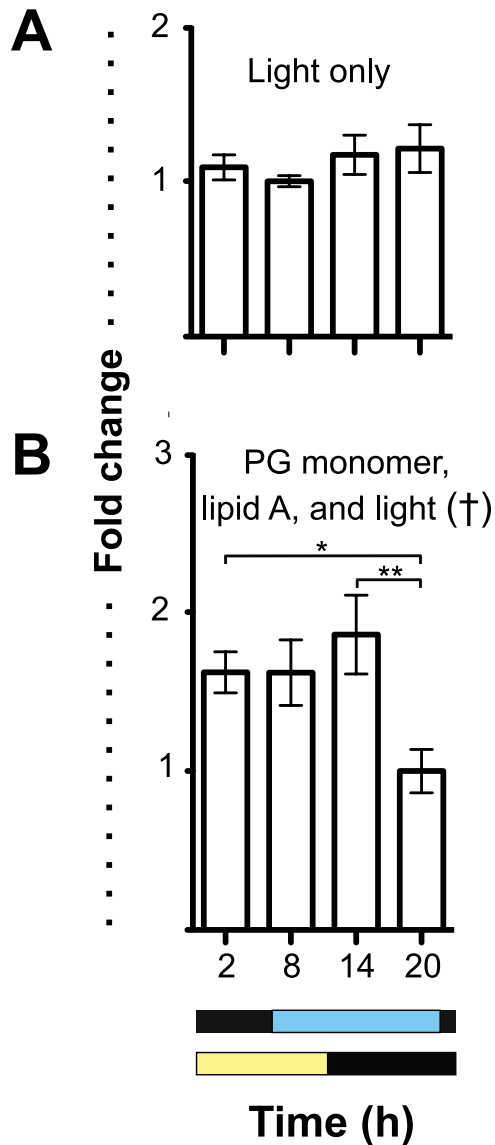 A
2
Light only
1
Fold change
B
3
PG monomer,
lipid A, and light (†)
*
**
2
1
2 8 14 20
Time (h)